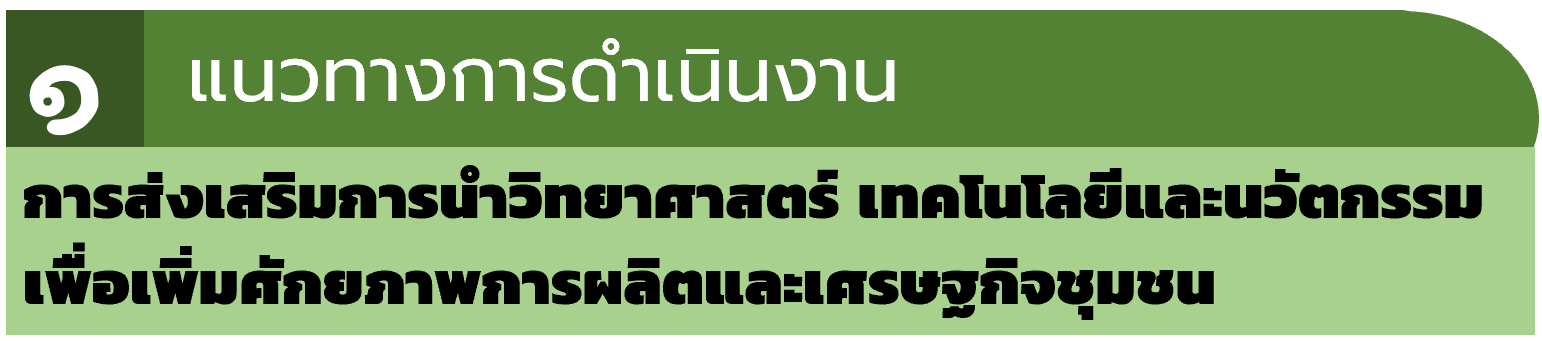 ๑ แนวทางการดำเนินงาน
การส่งเสริมการนำวิทยาศาสตร์ เทคโนโลยีและนวัตกรรม
เพื่อเพิ่มศักยภาพการผลิตและเศรษฐกิจชุมชน